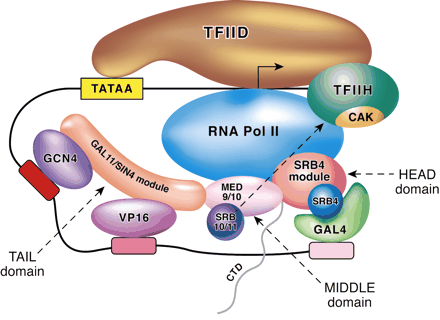 TFIID
TATAA
TFIIH
CAK
RNA Pol II
GCN4
GAL11/SIN4 module
SRB4
module
HEAD
domain
MED
9/10
SRB
10/11
SRB4
GAL4
VP16
TAIL
domain
CTD
MIDDLE
domain